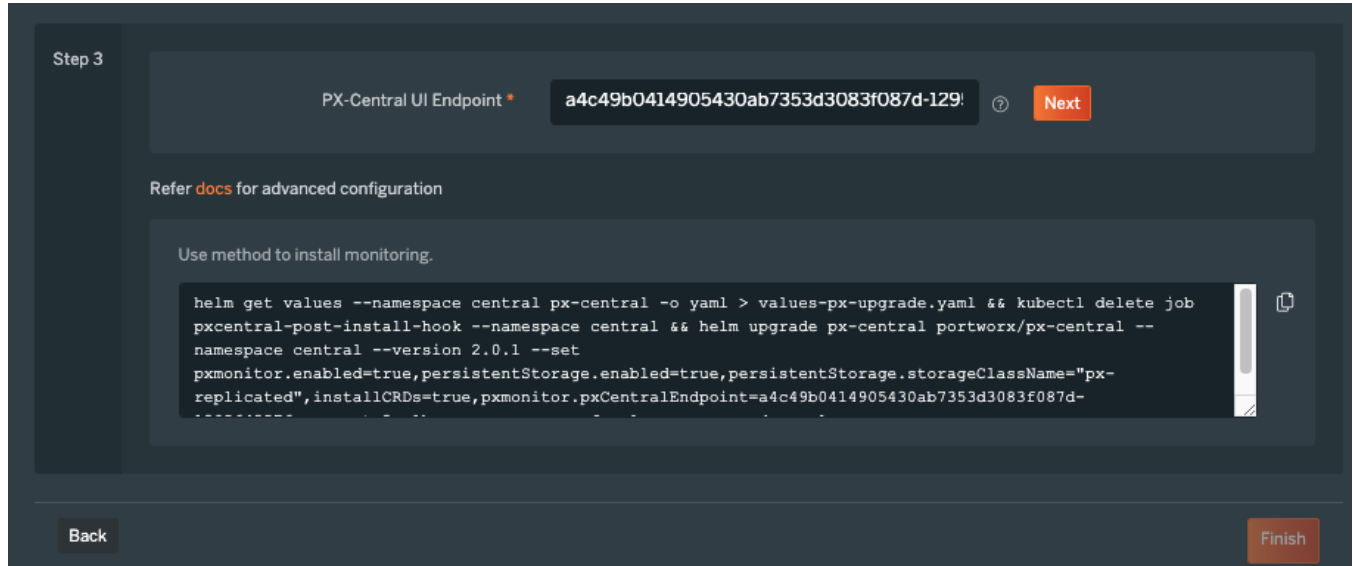 Step 3
PX-Central UI Endpoint *
a4c49b0414905430ab7353d3083f087d-129
Next
Refer docs for advanced configuration
Use method to install monitoring.
helm get values --namespace central px-central -o yaml > values-px-upgrade.yaml && kubectl delete job
pxcentral-post-install-hook --namespace central && helm upgrade px-central portworx/px-central --
namespace central --version 2.0.1 --set
pxmonitor.enabled=true,persistentStorage.enabled=true,persistentStorage.storageClassName="px-
replicated",installCRDs=true,pxmonitor.pxCentralEndpoint=a4c49b0414905430ab7353d3083f087d-
Back
Finish